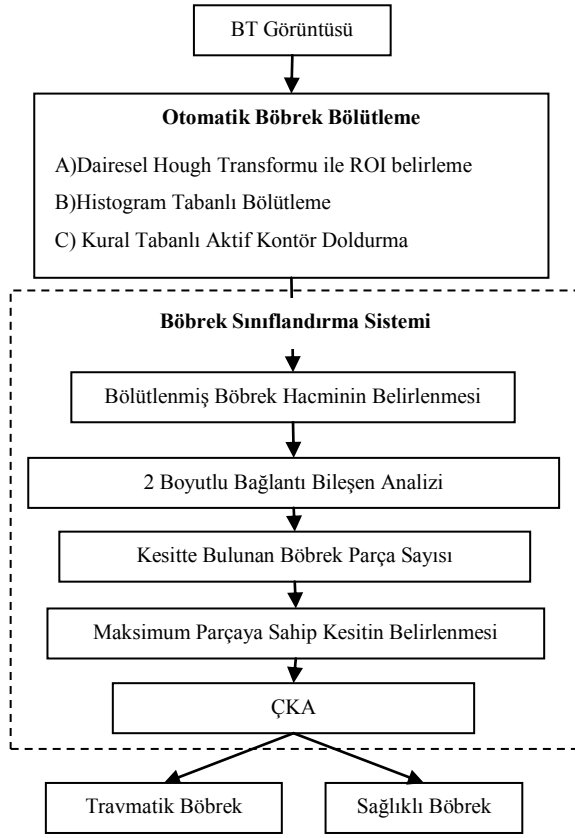 BT Görüntüsü
Otomatik Böbrek Bölütleme
A)Dairesel Hough Transformu ile ROI belirleme
B)Histogram Tabanlı Bölütleme
C) Kural Tabanlı Aktif Kontör Doldurma
Böbrek Sınıflandırma Sistemi
Bölütlenmiş Böbrek Hacminin Belirlenmesi
2 Boyutlu Bağlantı Bileşen Analizi
Kesitte Bulunan Böbrek Parça Sayısı
Maksimum Parçaya Sahip Kesitin Belirlenmesi
ÇKA
Travmatik Böbrek
Sağlıklı Böbrek